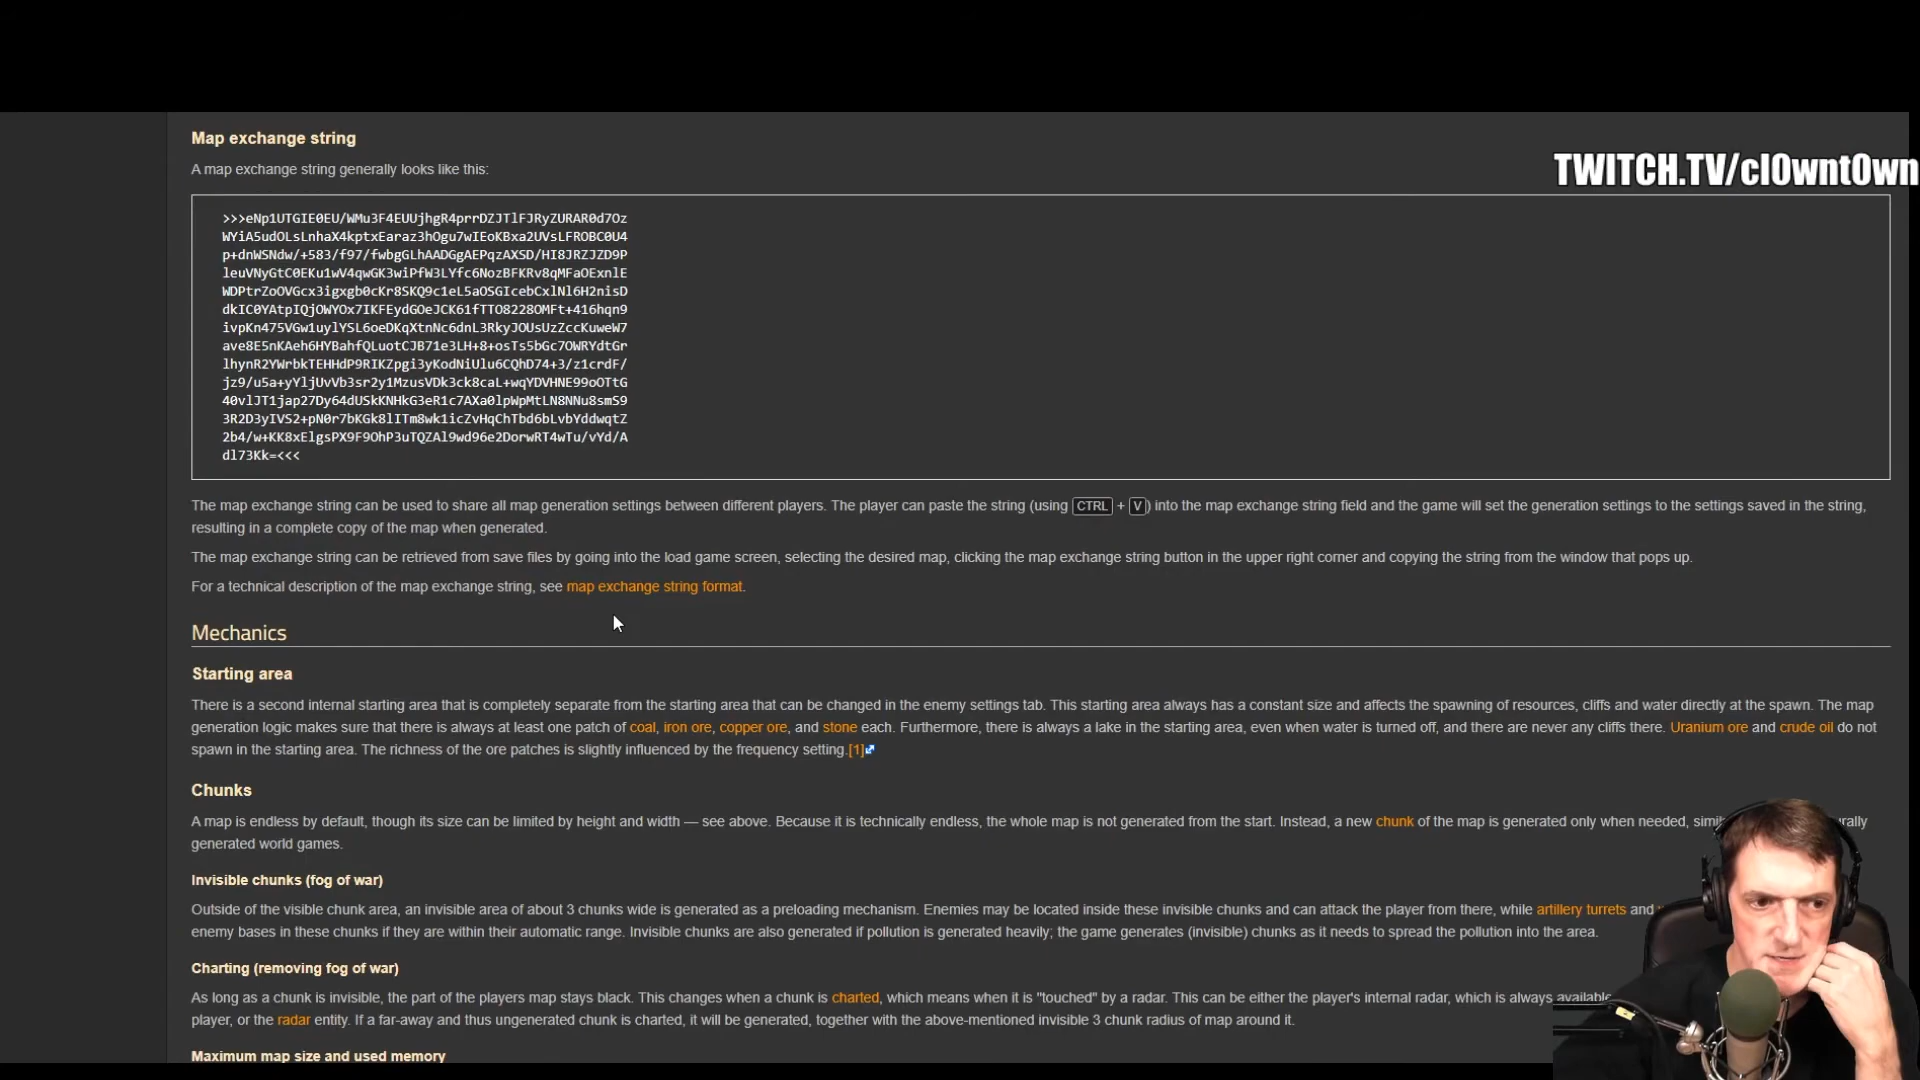 Map exchange string
A map exchange string generally looks like this:
TWITCH.TV/cl0wnt0wn
>>>eNp1UTGIE0EU/WMu3F4EUUjhgR4prrDZJTlFJRyZURAR0d7Oz
WYiA5udOLsLnhaX4kptxEaraz3hOgu7wIEoKBxa2UVsLFROBC0U4
p+dnWSNdw/+583/f97/fwbgGLhAADGgAEPqzAXSD/HI8JRZJZD9P
leuVNyGtC0EKu1wV4qwGK3wiPfW3LYfc6NozBFKRv8qMFaOExnlE
WDPtrZoOVGcx3igxgb0cKr8SKQ9c1eL5aOSGIcebCxlNl6H2nisD
dkIC0YAtpIQjOWYOx7IKFEydGOeJCK61fTTO8228OMFt+416hqn9
ivpKn475VGw1uylYSL6oeDKqXtnNc6dnL3RkyJOUsUzZccKuweW7
ave8E5nKAeh6HYBahfQLuotCJB71e3LH+8+osTs5bGc7OWRYdtGr
lhynR2YWrbkTEHHdP9RIKZpgi3yKodNiUlu6CQhD74+3/z1crdF/
jz9/u5a+yYljUvVb3sr2y1MzusVDk3ck8caL+wqYDVHNE99oOTtG
40vlJT1jap27Dy64dUSkKNHkG3eR1c7AXa0lpWpMtLN8NNu8smS9
3R2D3yIVS2+pN0r7bKGk8lITm8wk1icZvHqChTbd6bLvbYddwqtZ
2b4/w+KK8xElgsPX9F9OhP3uTQZAl9wd96e2DorwRT4wTu/vYd/A
dl73Kk=<<<
The map exchange string can be used to share all map generation settings between different players. The player can paste the string (using CTRL + V) into the map exchange string field and the game will set the generation settings to the settings saved in the string,
resulting in a complete copy of the map when generated.
The map exchange string can be retrieved from save files by going into the load game screen, selecting the desired map, clicking the map exchange string button in the upper right corner and copying the string from the window that pops up.
For a technical description of the map exchange string, see map exchange string format.
Mechanics
Starting area
There is a second internal starting area that is completely separate from the starting area that can be changed in the enemy settings tab. This starting area always has a constant size and affects the spawning of resources, cliffs and water directly at the spawn. The map
generation logic makes sure that there is always at least one patch of coal, iron ore, copper ore, and stone each. Furthermore, there is always a lake in the starting area, even when water is turned off, and there are never any cliffs there. Uranium ore and crude oil do not
spawn in the starting area. The richness of the ore patches is slightly influenced by the frequency setting.[1]
Chunks
A map is endless by default, though its size can be limited by height and width — see above. Because it is technically endless, the whole map is not generated from the start. Instead, a new chunk of the map is generated only when needed,
generated world games.
Invisible chunks (fog of war)
Outside of the visible chunk area, an invisible area of about 3 chunks wide is generated as a preloading mechanism. Enemies may be located inside these invisible chunks and can attack the player from there, while artillery turrets and
enemy bases in these chunks if they are within their automatic range. Invisible chunks are also generated if pollution is generated heavily; the game generates (invisible) chunks as it needs to spread the pollution into the area.
Charting (removing fog of war)
As long as a chunk is invisible, the part of the players map stays black. This changes when a chunk is charted, which means when it is "touched" by a radar. This can be either the player's internal radar, which is always available
player, or the radar entity. If a far-away and thus ungenerated chunk is charted, it will be generated, together with the above-mentioned invisible 3 chunk radius of map around it.
Maximum map size and used memory